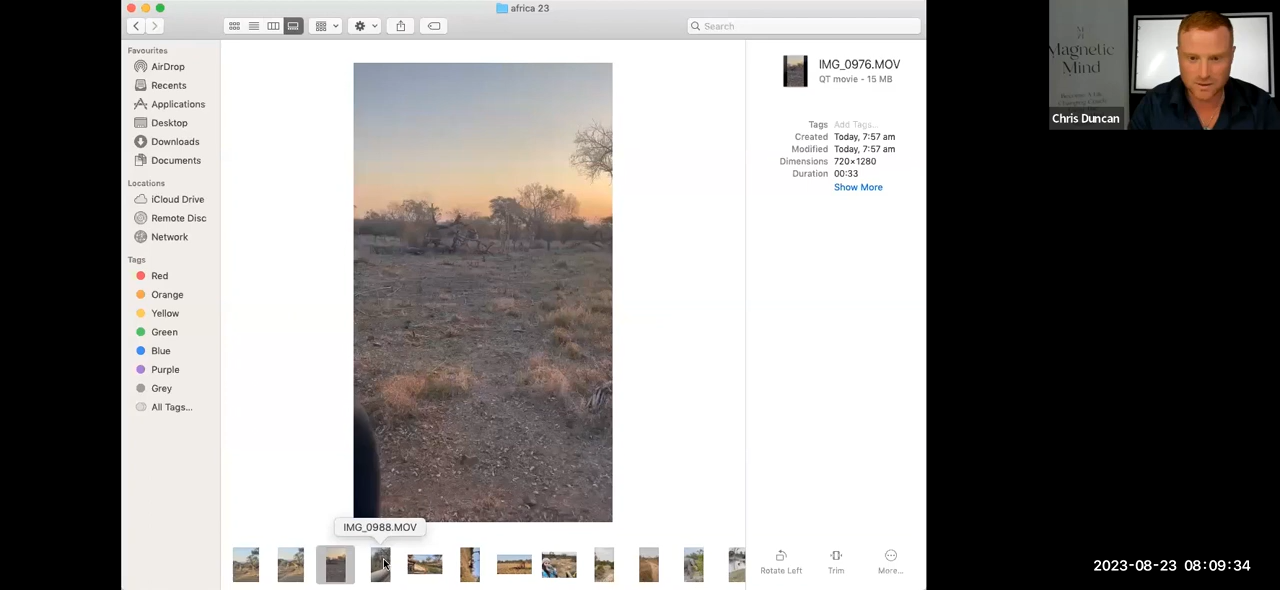 africa 23
Search
Favourites
AirDrop
Recents
Applications
Desktop
Downloads
Documents
Locations
iCloud Drive
Remote Disc
Network
Tags
Red
Orange
Yellow
Green
Blue
Purple
Grey
All Tags...
IMG_0976.MOV
QT movie - 15 MB
Tags Add Tags...
Created Today, 7:57 am
Modified Today, 7:57 am
Dimensions 720×1280
Duration 00:33
Show More
IMG_0988.MOV
Rotate Left
Trim
More...
Magnetic
Mind
Chris Duncan
2023-08-23 08:09:34